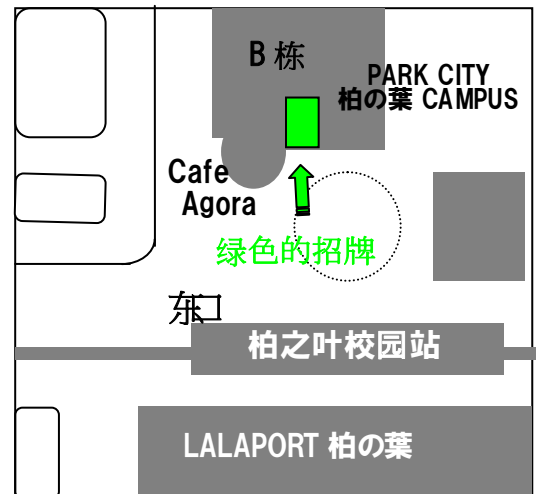 B 栋
PARK CITY
柏の葉 CAMPUS
Cafe
Agora
绿色的招牌
东口
柏之叶校园站
LALAPORT 柏の葉